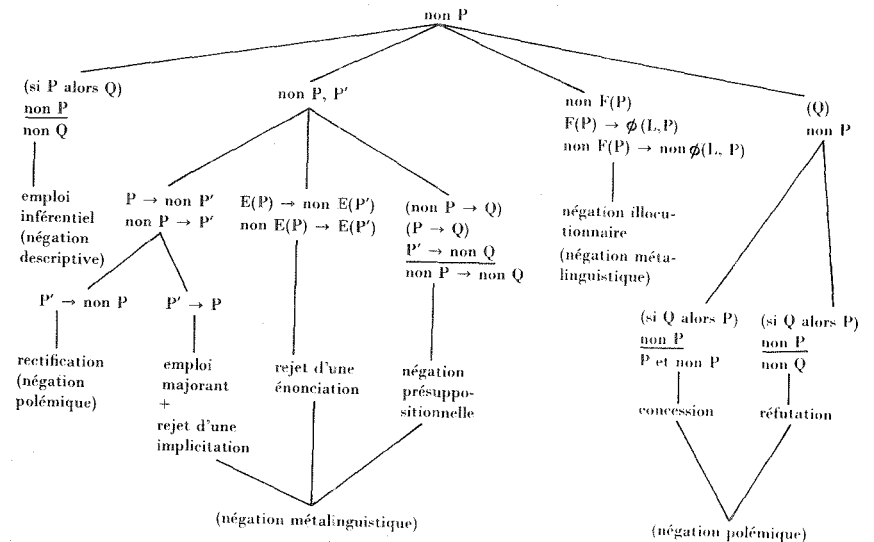 non P
(si P alors Q)
non P
non Q
non P, P′
non F(P)
F(P) → ϕ(L,P)
non F(P) → non ϕ(L, P)
(Q)
non P
emploi
inférentiel
(négation
descriptive)
P → non P′
non P → P′
E(P) → non E(P′)
non E(P) → E(P′)
(non P → Q)
(P → Q)
P′ → non Q
non P → non Q
négation illocu-
tionnaire
(négation méta-
linguistique)
P′ → non P
P′ → P
(si Q alors P)
non P
P et non P
(si Q alors P)
non P
non Q
rectification
(négation
polémique)
emploi
majorant
+
rejet d'une
implicitation
rejet d'une
énonciation
négation
présuppo-
sitionnelle
concession
réfutation
(négation métalinguistique)
(négation polémique)